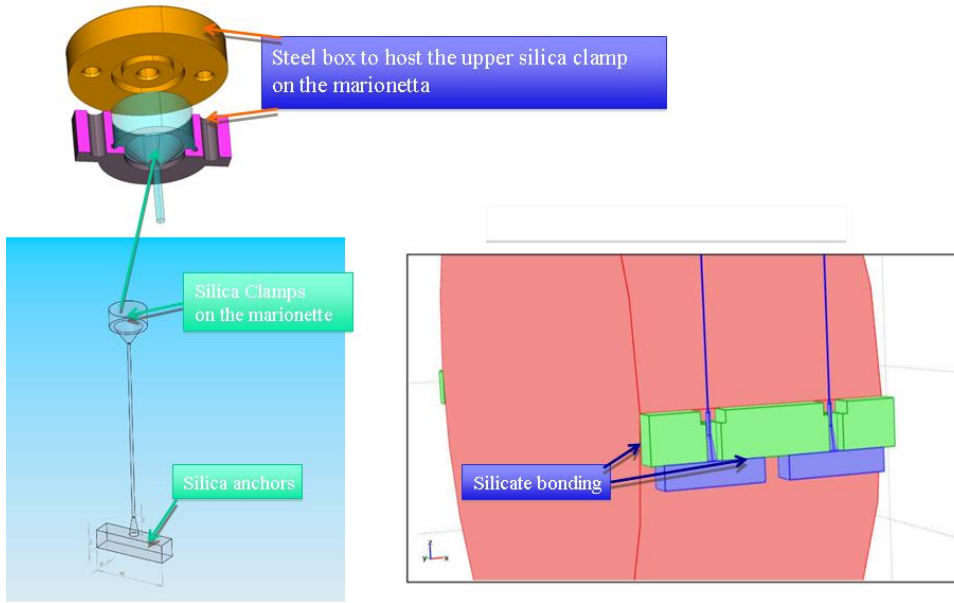 Steel box to host the upper silica clamp
on the marionetta
Silica Clamps
on the marionette
Silica anchors
Silicate bonding
z
y
x